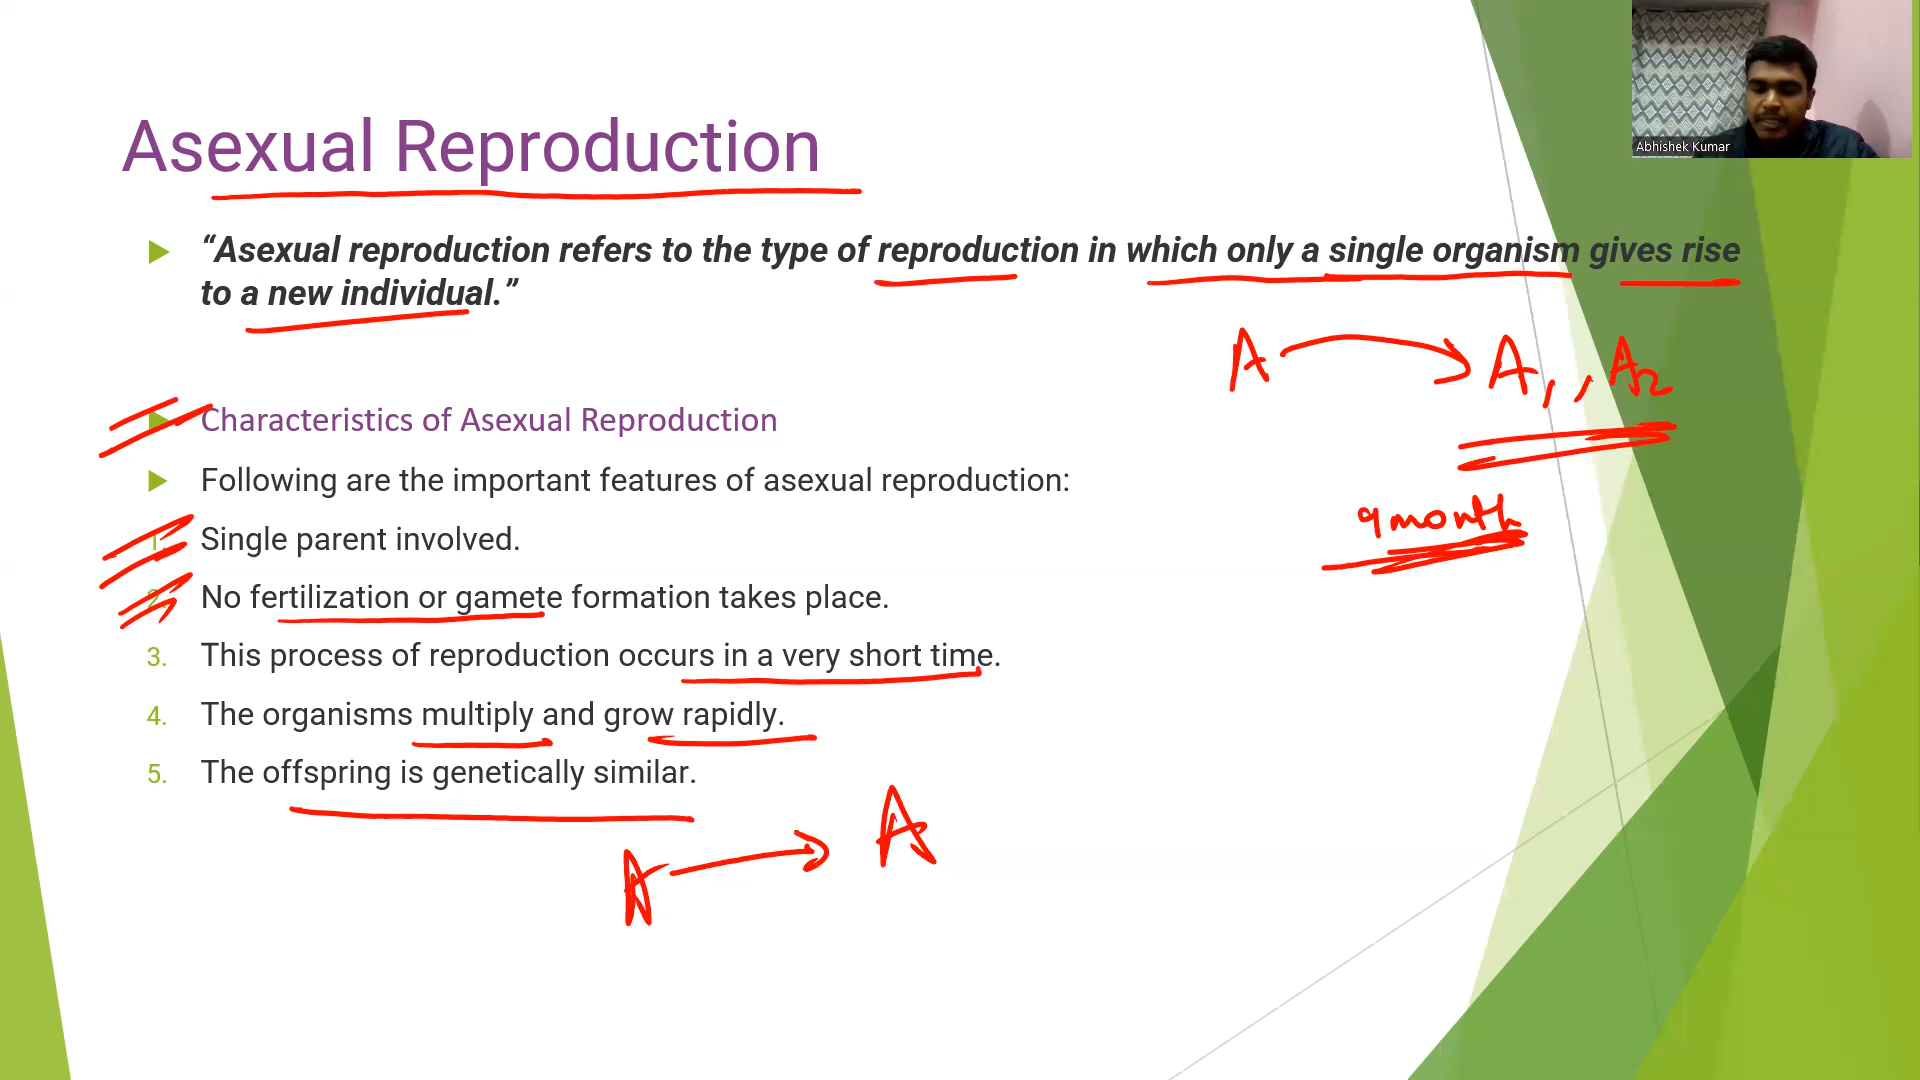 Abhishek Kumar
Asexual Reproduction
“Asexual reproduction refers to the type of reproduction in which only a single organism gives rise
to a new individual.”
A A, , A2
Characteristics of Asexual Reproduction
Following are the important features of asexual reproduction:
9 month
1. Single parent involved.
2. No fertilization or gamete formation takes place.
3. This process of reproduction occurs in a very short time.
4. The organisms multiply and grow rapidly.
5. The offspring is genetically similar.
A A